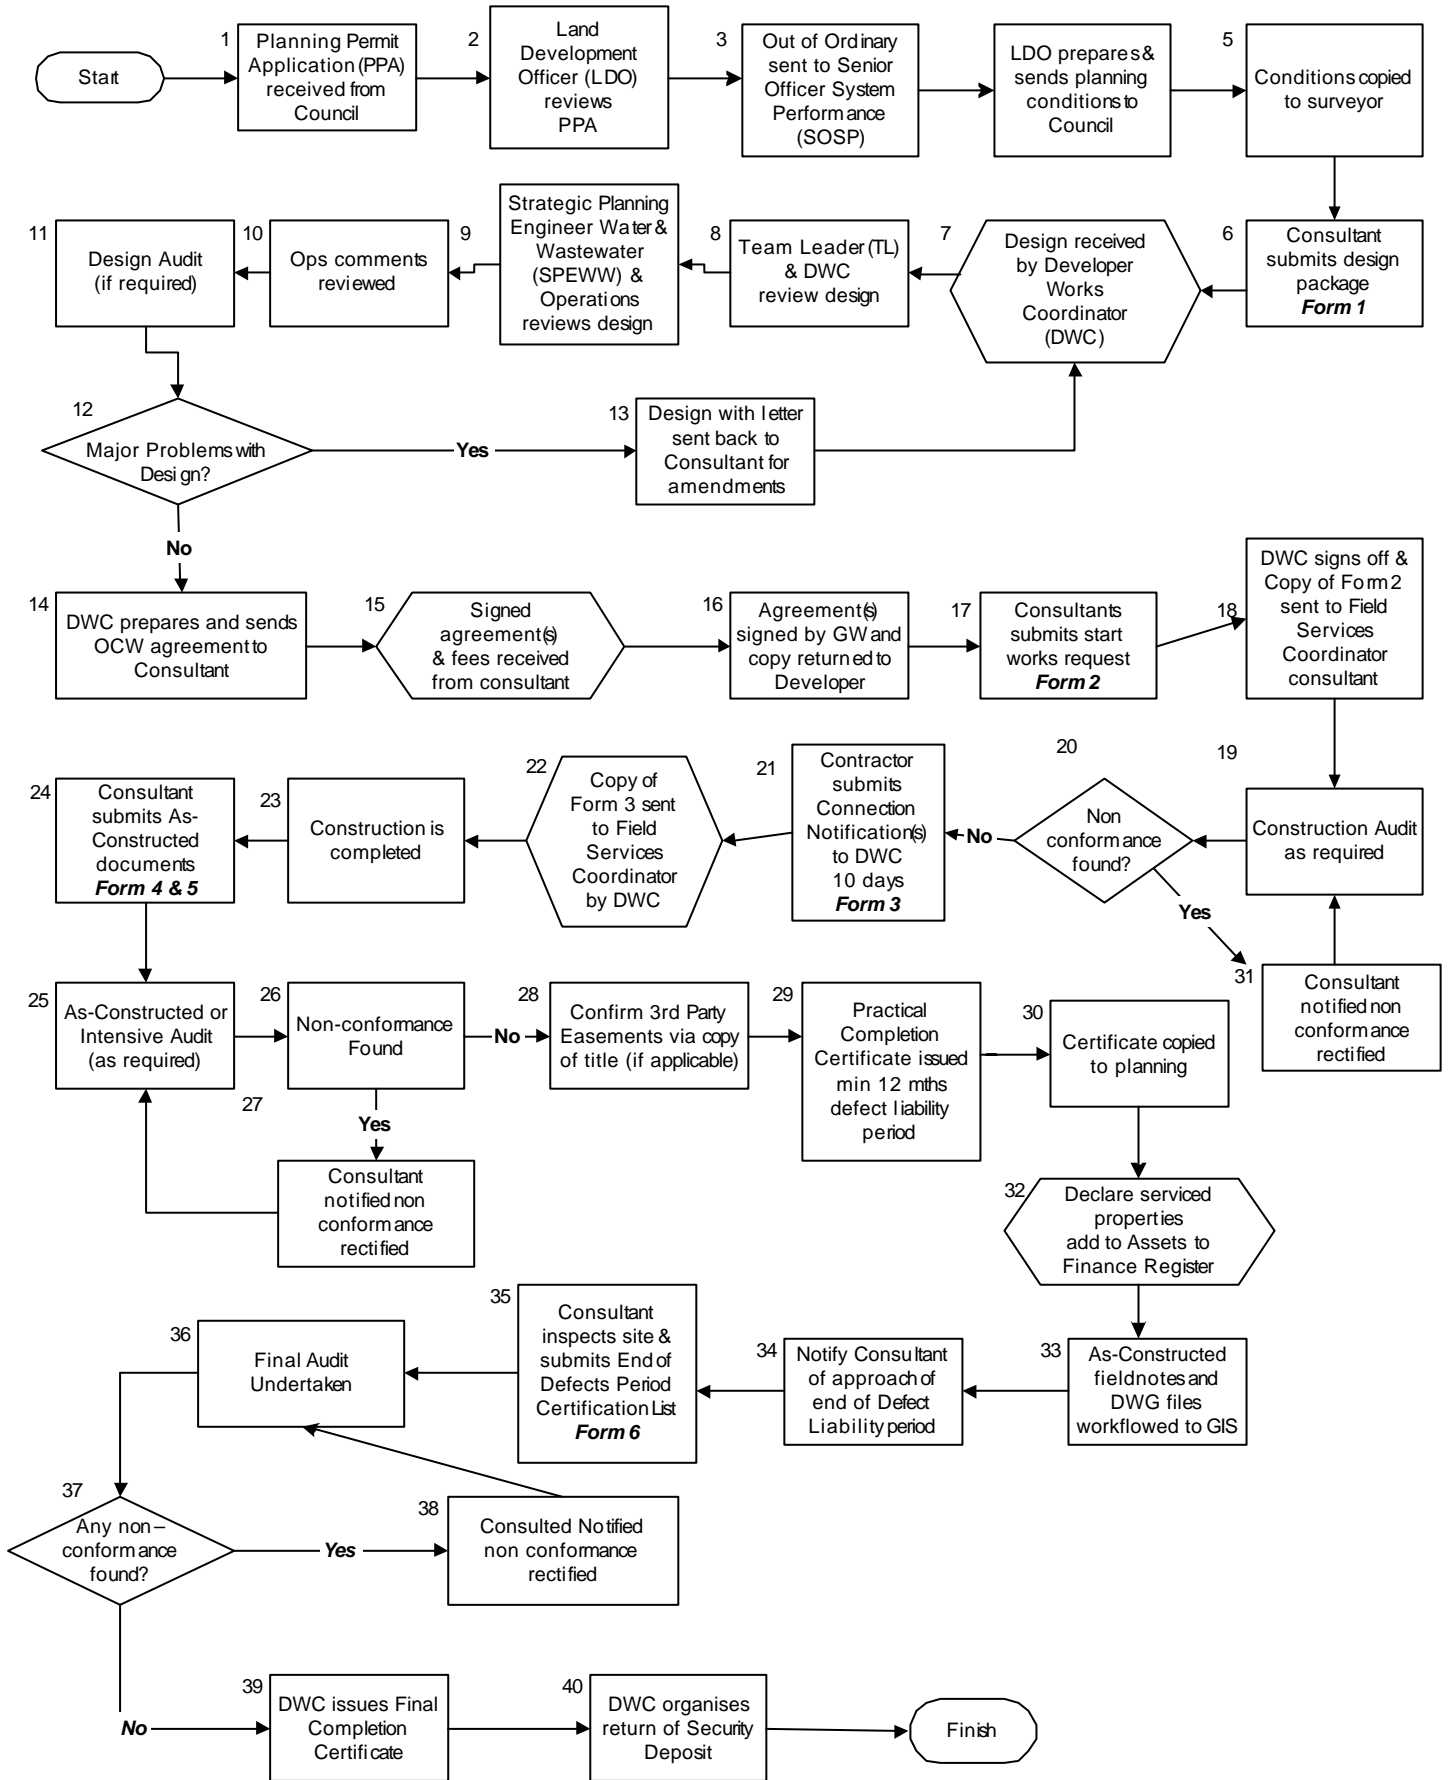 Start
1
Planning Permit
Application (PPA)
received from
Council
2
Land
Development
Officer (LDO)
reviews
PPA
3
Out of Ordinary
sent to Senior
Officer System
Performance
(SOSP)
LDO prepares &
sends planning
conditions to
Council
5
Conditions copied
to surveyor
6
Consultant
submits design
package
Form 1
7
Design received
by Developer
Works
Coordinator
(DWC)
8
Team Leader (TL)
& DWC
review design
9
Strategic Planning
Engineer Water &
Wastewater
(SPEWW) &
Operations
reviews design
10
Ops comments
reviewed
11
Design Audit
(if required)
12
Major Problems with
Design?
Yes
13
Design with letter
sent back to
Consultant for
amendments
No
14
DWC prepares and sends
OCW agreement to
Consultant
15
Signed
agreement(s)
& fees received
from consultant
16
Agreement(s)
signed by GW and
copy returned to
Developer
17
Consultants
submits start
works request
Form 2
18
DWC signs off &
Copy of Form 2
sent to Field
Services
Coordinator
consultant
19
Construction Audit
as required
20
Non
conformance
found?
No
Yes
31
Consultant
notified non
conformance
rectified
21
Contractor
submits
Connection
Notification(s)
to DWC
10 days
Form 3
22
Copy of
Form 3 sent
to Field
Services
Coordinator
by DWC
23
Construction is
completed
24
Consultant
submits As-
Constructed
documents
Form 4 & 5
25
As-Constructed or
Intensive Audit
(as required)
26
Non-conformance
Found
No
Yes
27
Consultant
notified non
conformance
rectified
28
Confirm 3rd Party
Easements via copy
of title (if applicable)
29
Practical
Completion
Certificate issued
min 12 mths
defect liability
period
30
Certificate copied
to planning
32
Declare serviced
properties
add to Assets to
Finance Register
33
As-Constructed
fieldnotes and
DWG files
workflowed to GIS
34
Notify Consultant
of approach of
end of Defect
Liability period
35
Consultant
inspects site &
submits End of
Defects Period
Certification List
Form 6
36
Final Audit
Undertaken
37
Any non–
conformance
found?
Yes
38
Consulted Notified
non conformance
rectified
No
39
DWC issues Final
Completion
Certificate
40
DWC organises
return of Security
Deposit
Finish